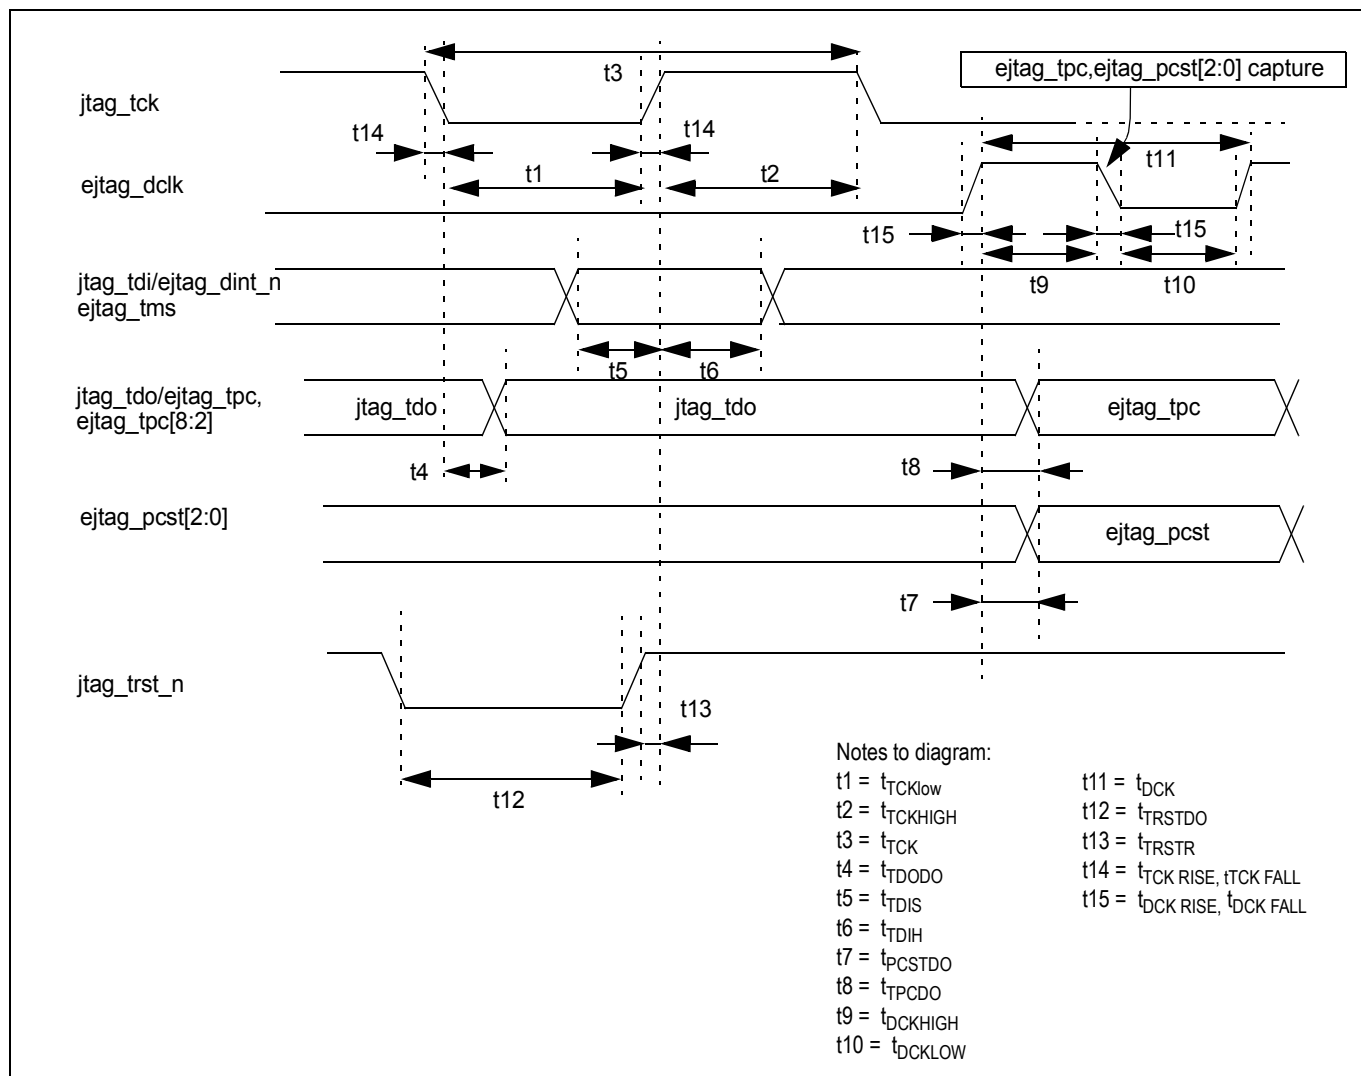 t3
ejtag_tpc,ejtag_pcst[2:0] capture
jtag_tck
t14
t14
t11
t1
t2
ejtag_dclk
t15
t15
jtag_tdi/ejtag_dint_n
ejtag_tms
t9
t10
t5
t6
jtag_tdo/ejtag_tpc,
ejtag_tpc[8:2]
jtag_tdo
jtag_tdo
ejtag_tpc
t4
t8
ejtag_pcst[2:0]
ejtag_pcst
t7
jtag_trst_n
t13
t12
Notes to diagram:
t1 = tTCKlow
t2 = tTCKHIGH
t3 = tTCK
t4 = tTDODO
t5 = tTDIS
t6 = tTDIH
t7 = tPCSTDO
t8 = tTPCDO
t9 = tDCKHIGH
t10 = tDCKLOW
t11 = tDCK
t12 = tTRSTDO
t13 = tTRSTR
t14 = tTCK RISE, tTCK FALL
t15 = tDCK RISE, tDCK FALL